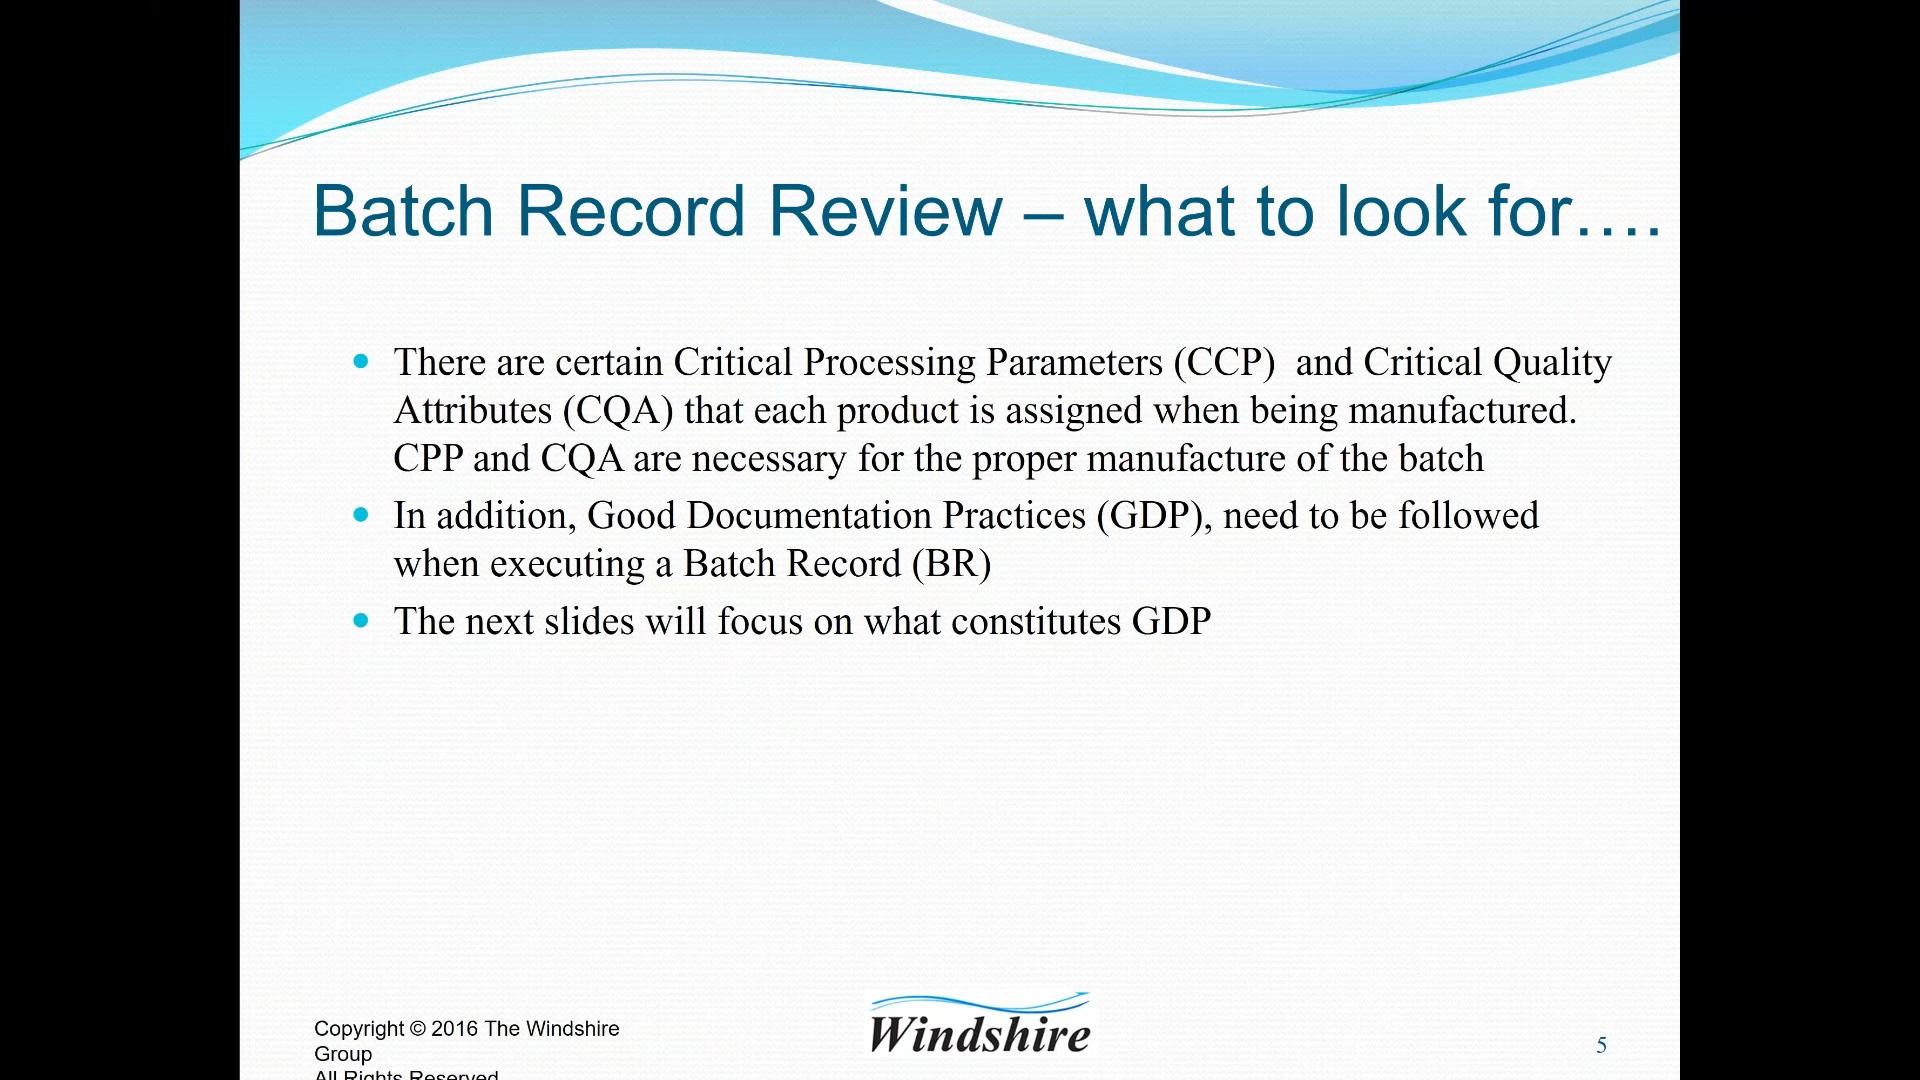 Batch Record Review – what to look for….
• There are certain Critical Processing Parameters (CCP)  and Critical Quality
Attributes (CQA) that each product is assigned when being manufactured.
CPP and CQA are necessary for the proper manufacture of the batch
• In addition, Good Documentation Practices (GDP), need to be followed
when executing a Batch Record (BR)
• The next slides will focus on what constitutes GDP
Copyright © 2016 The Windshire
Group
All Rights Reserved
Windshire
5